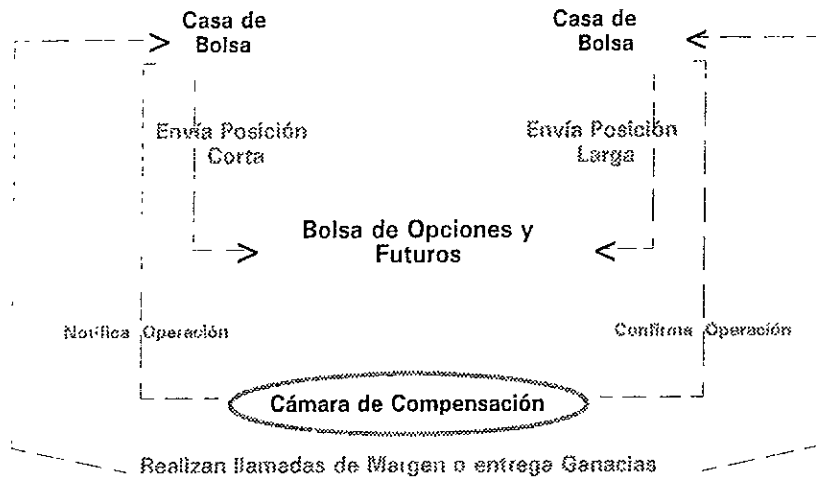 Casa de
Bolsa
Casa de
Bolsa
Envía Posición
Corta
Envía Posición
Larga
Bolsa de Opciones y
Futuros
Notifica Operación
Confirma Operación
Cámara de Compensación
Realizan llamadas de Margen o entrega Ganacias